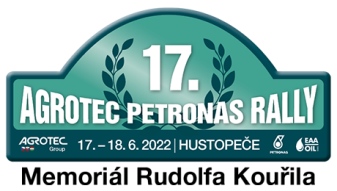 17.
AGROTEC PETRONAS RALLY
AGROTEC Group 17. – 18. 6. 2022 | HUSTOPEČE PETRONAS EAA OIL
Memoriál Rudolfa Kouřila